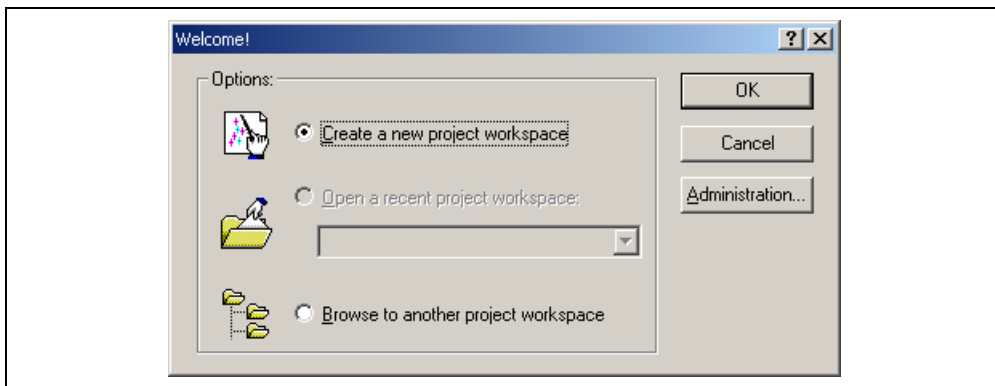 Welcome!
Options:
Create a new project workspace
Open a recent project workspace:
Browse to another project workspace
OK
Cancel
Administration...